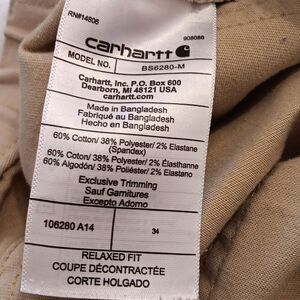 RN#14806
908086
carhartt
MODEL NO. BS6280-M
Carhartt, Inc, P.O. Box 600
Dearborn, MI 48121 USA
carhartt.com
Made in Bangladesh
Fabriqué au Bangladesh
Hecho en Bangladesh
60% Cotton/ 38% Polyester/ 2% Elastane
(Spandex)
60% Coton/ 38% Polyester/ 2% Élasthanne
60% Algodón/ 38% Poliéster/ 2% Elastano
Exclusive Trimming
Sauf Garnitures
Excepto Adorno
106280 A14 34
RELAXED FIT
COUPE DÉCONTRACTÉE
CORTE HOLGADO